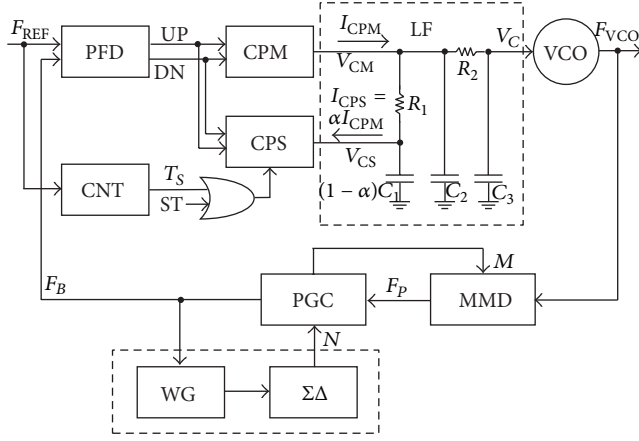 F_REF
PFD
UP
DN
CPM
I_CPM
V_CM
LF
R_2
V_C
VCO
F_VCO
I_CPS =
αI_CPM
R_1
CPS
V_CS
CNT
T_S
ST
(1 − α)C_1
C_2
C_3
F_B
PGC
F_P
M
MMD
N
WG
ΣΔ